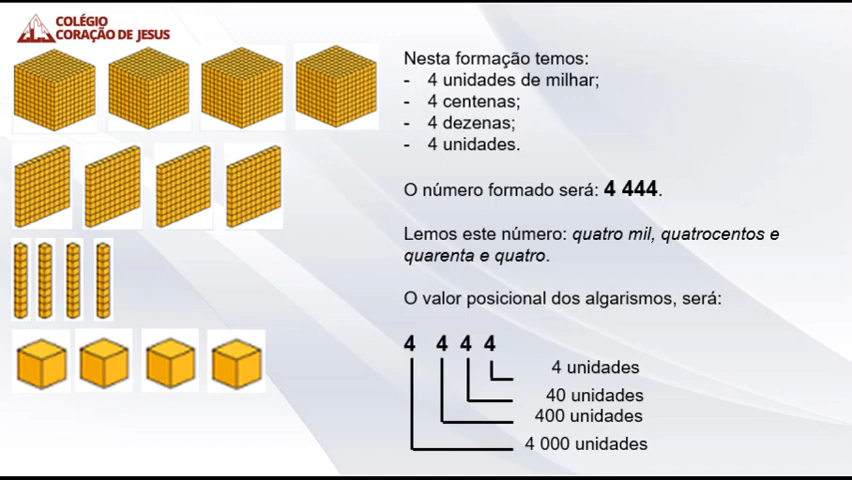 COLÉGIO
CORAÇÃO DE JESUS
Nesta formação temos:
- 4 unidades de milhar;
- 4 centenas;
- 4 dezenas;
- 4 unidades.
O número formado será: 4 444.
Lemos este número: quatro mil, quatrocentos e
quarenta e quatro.
O valor posicional dos algarismos, será:
4 4 4 4
4 unidades
40 unidades
400 unidades
4 000 unidades